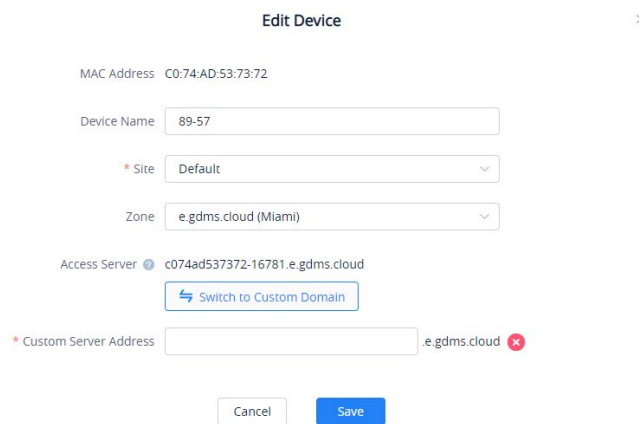 Edit Device
MAC Address C0:74:AD:53:73:72
Device Name 89-57
* Site Default
Zone e.gdms.cloud (Miami)
Access Server ? c074ad537372-16781.e.gdms.cloud
Switch to Custom Domain
* Custom Server Address .e.gdms.cloud
Cancel Save